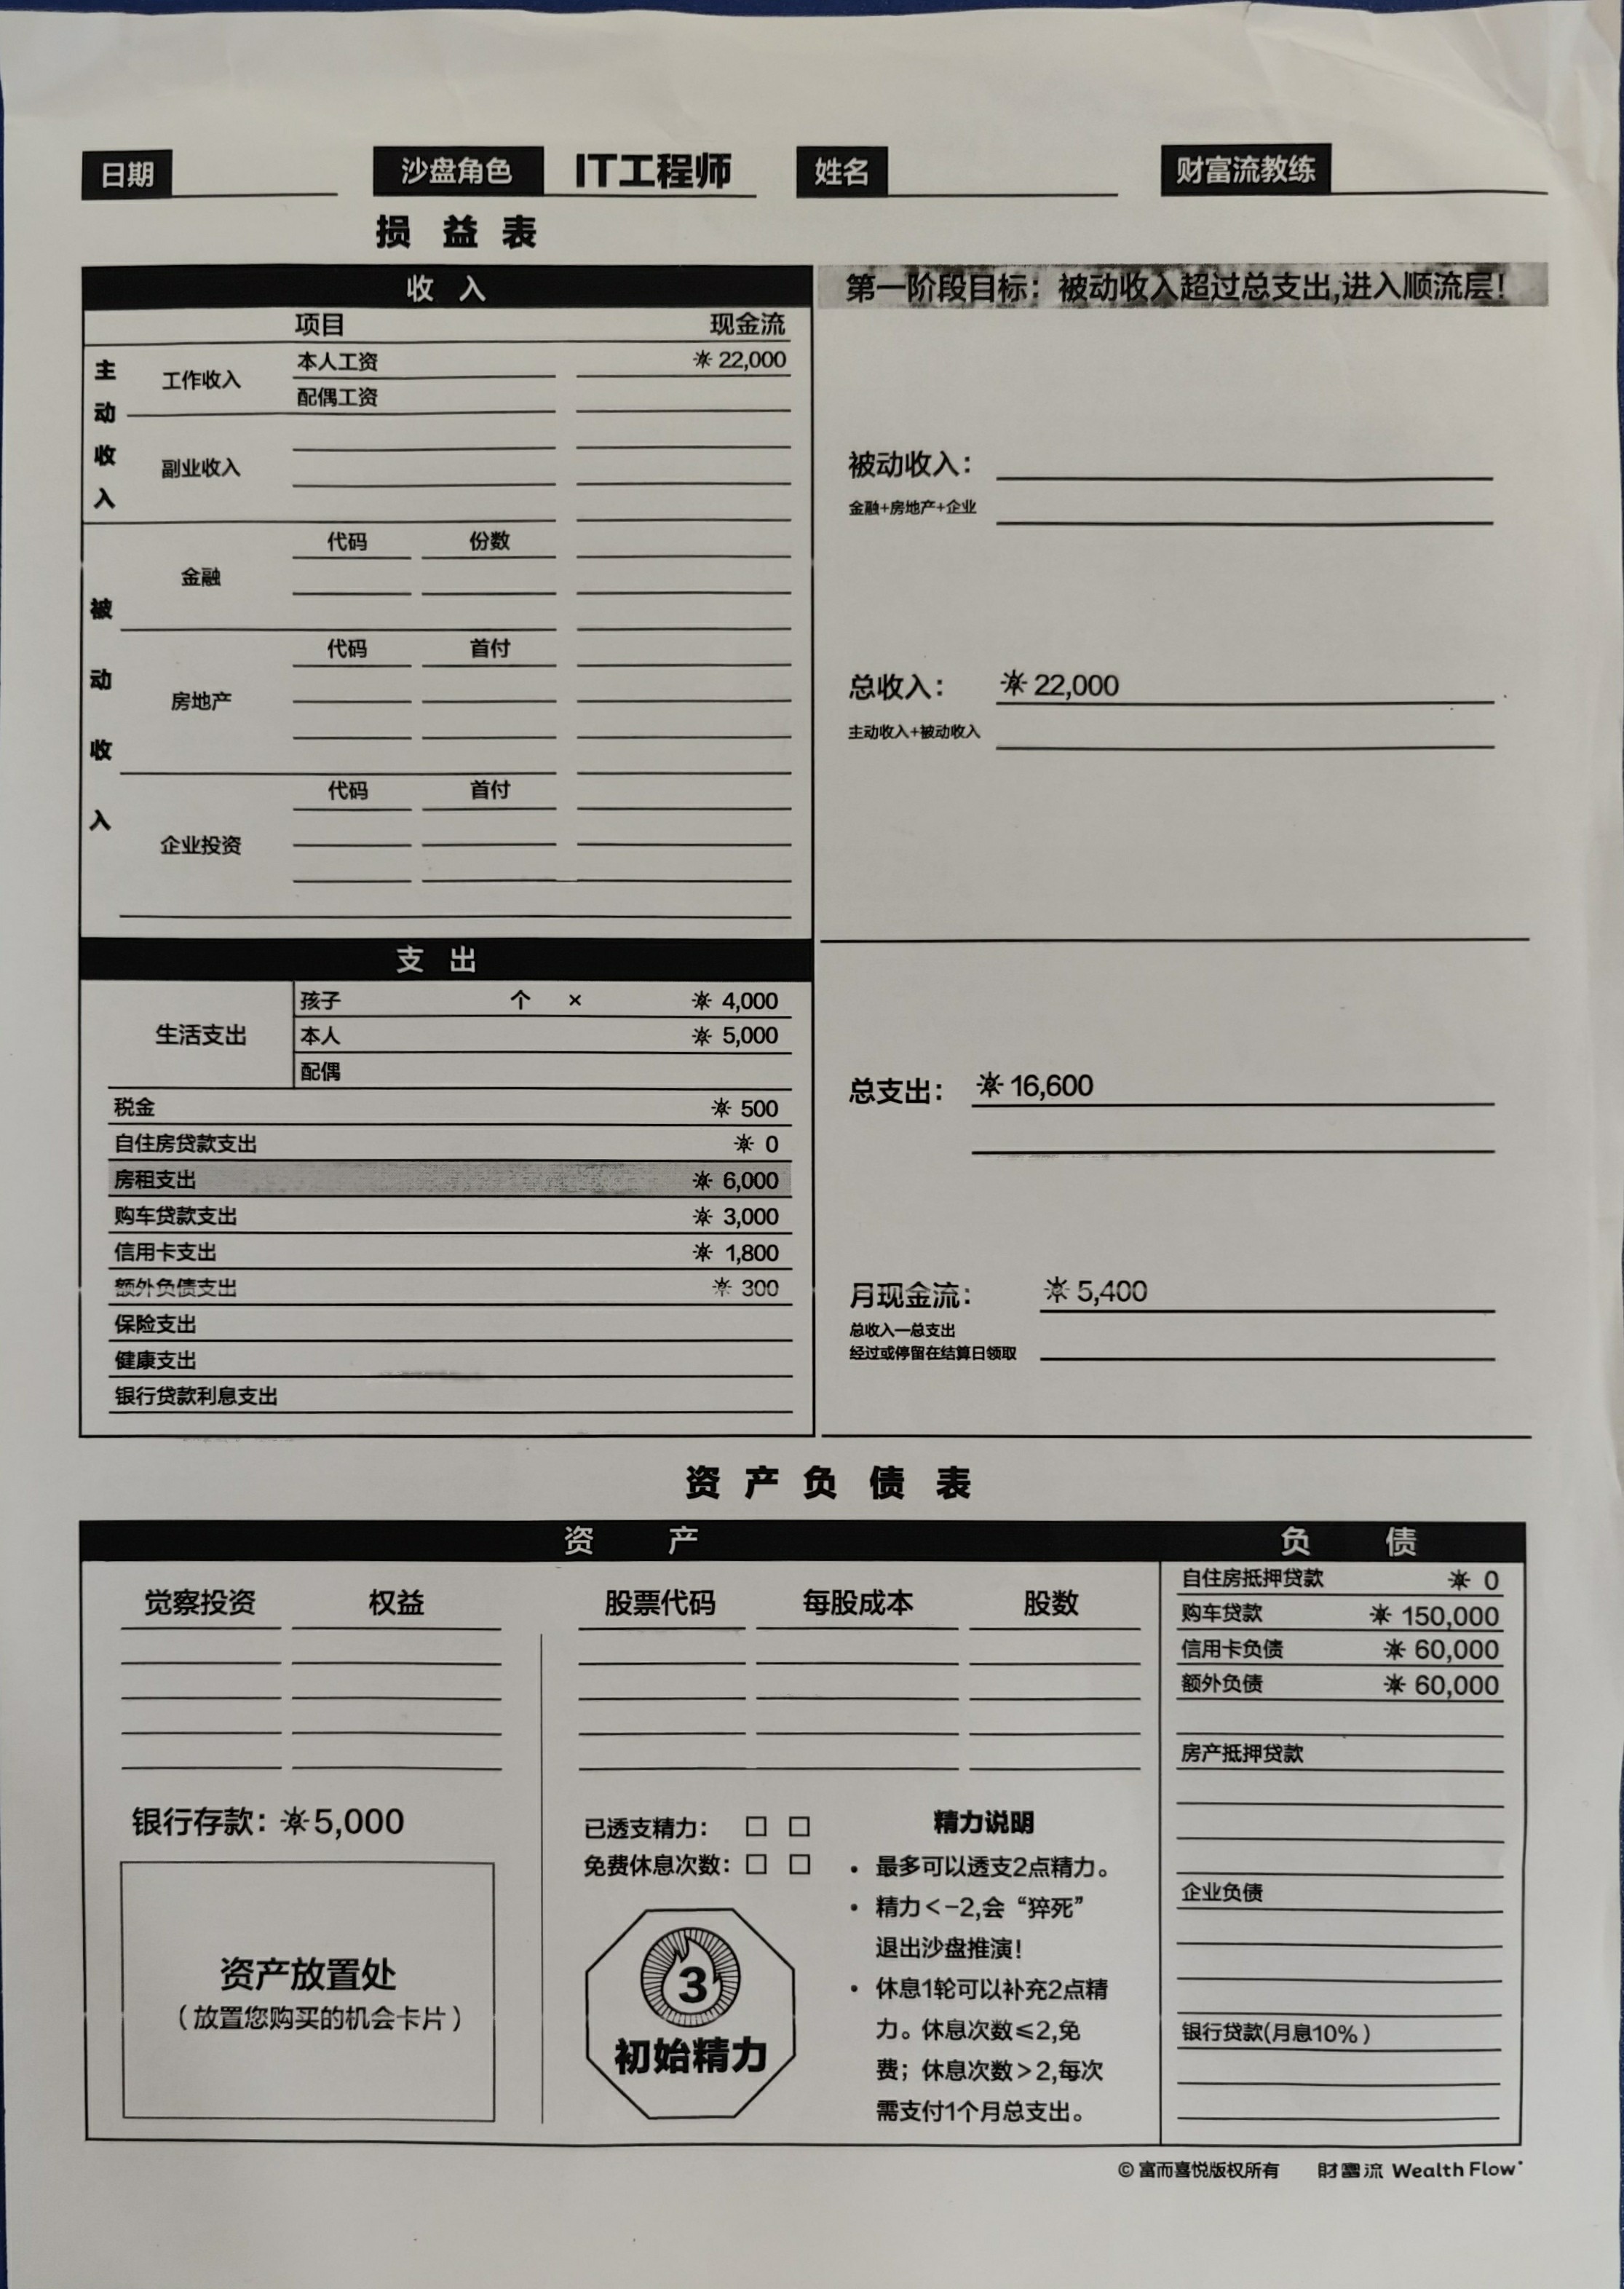 日期 沙盘角色 IT工程师 姓名 财富流教练
损益表
收入
项目 现金流
主动收入
工作收入
本人工资 22,000
配偶工资
副业收入
被动收入
代码 份数
金融
代码 首付
房地产
代码 首付
企业投资
第一阶段目标：被动收入超过总支出,进入顺流层！
被动收入：
金融+房地产+企业
总收入： 22,000
主动收入+被动收入
支出
生活支出
孩子 个 × 4,000
本人 5,000
配偶
税金 500
自住房贷款支出 0
房租支出 6,000
购车贷款支出 3,000
信用卡支出 1,800
额外负债支出 300
保险支出
健康支出
银行贷款利息支出
总支出： 16,600
月现金流： 5,400
总收入—总支出
经过或停留在结算日领取
资产负债表
资产
觉察投资 权益 股票代码 每股成本 股数
银行存款：5,000
资产放置处
（放置您购买的机会卡片）
已透支精力：□ □
免费休息次数：□ □
3
初始精力
精力说明
• 最多可以透支2点精力。
• 精力<-2,会“猝死”
退出沙盘推演！
• 休息1轮可以补充2点精
力。休息次数≤2,免
费；休息次数>2,每次
需支付1个月总支出。
负债
自住房抵押贷款 0
购车贷款 150,000
信用卡负债 60,000
额外负债 60,000
房产抵押贷款
企业负债
银行贷款(月息10%)
©富而喜悦版权所有 財富流 Wealth Flow